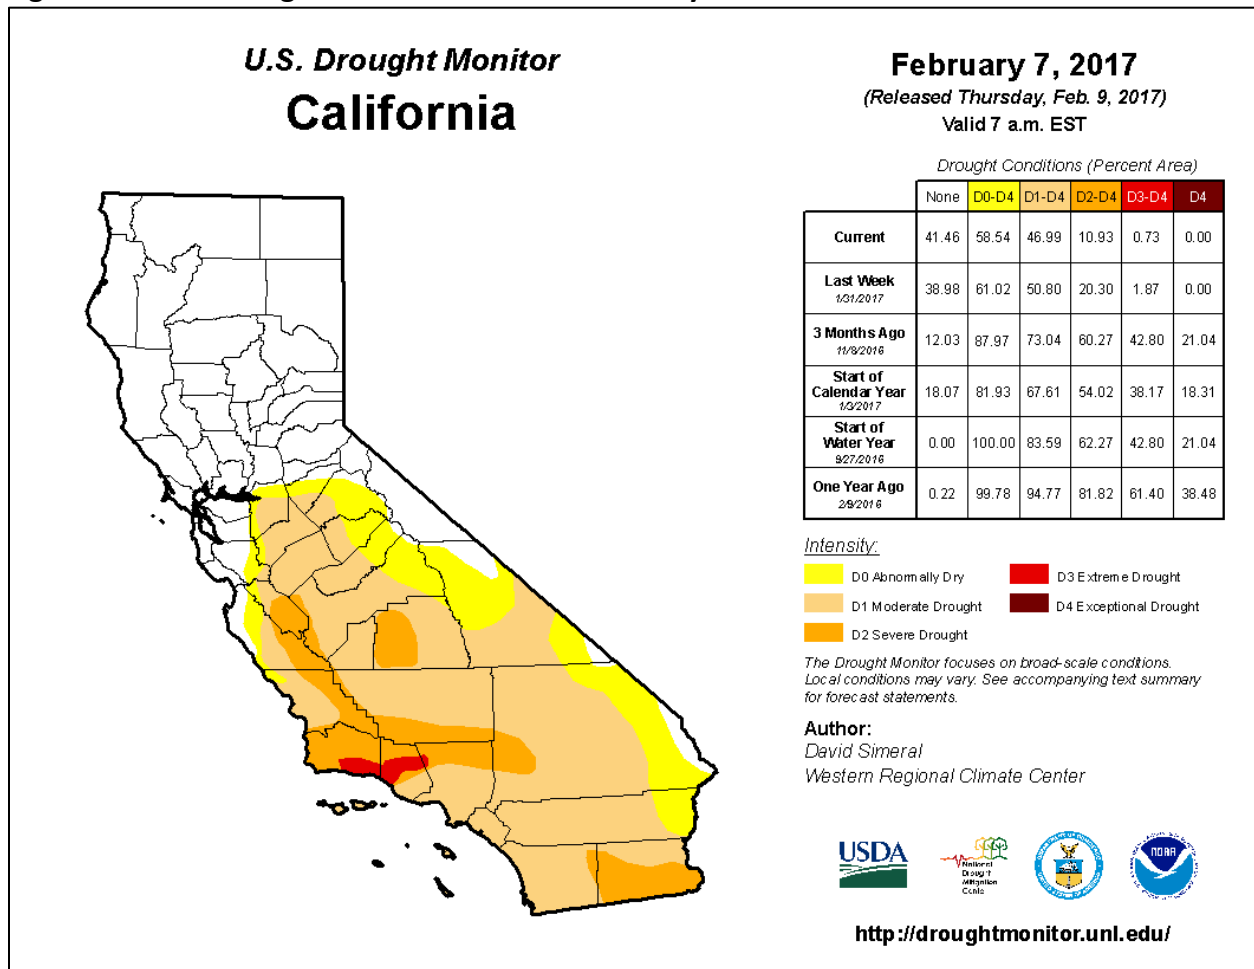 U.S. Drought Monitor
California
February 7, 2017
(Released Thursday, Feb. 9, 2017)
Valid 7 a.m. EST
Drought Conditions (Percent Area)
None D0-D4 D1-D4 D2-D4 D3-D4 D4
Current 41.46 58.54 46.99 10.93 0.73 0.00
Last Week 38.98 61.02 50.80 20.30 1.87 0.00
1/31/2017
3 Months Ago 12.03 87.97 73.04 60.27 42.80 21.04
11/8/2016
Start of
Calendar Year 18.07 81.93 67.61 54.02 38.17 18.31
1/3/2017
Start of
Water Year 0.00 100.00 83.59 62.27 42.80 21.04
9/27/2016
One Year Ago 0.22 99.78 94.77 81.82 61.40 38.48
2/9/2016
Intensity:
D0 Abnormally Dry
D3 Extreme Drought
D1 Moderate Drought
D4 Exceptional Drought
D2 Severe Drought
The Drought Monitor focuses on broad-scale conditions.
Local conditions may vary. See accompanying text summary
for forecast statements.
Author:
David Simeral
Western Regional Climate Center
USDA
National
Drought
Mitigation
Center
NOAA
http://droughtmonitor.unl.edu/